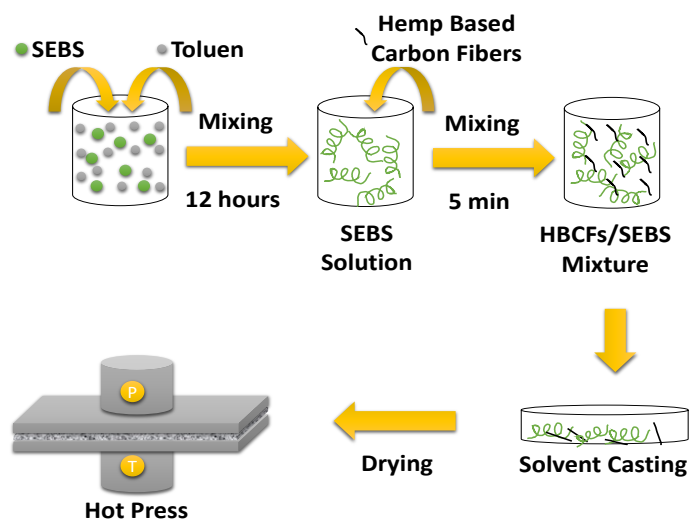 SEBS
Toluen
Hemp Based
Carbon Fibers
Mixing
12 hours
Mixing
5 min
SEBS
Solution
HBCFs/SEBS
Mixture
P
T
Hot Press
Drying
Solvent Casting